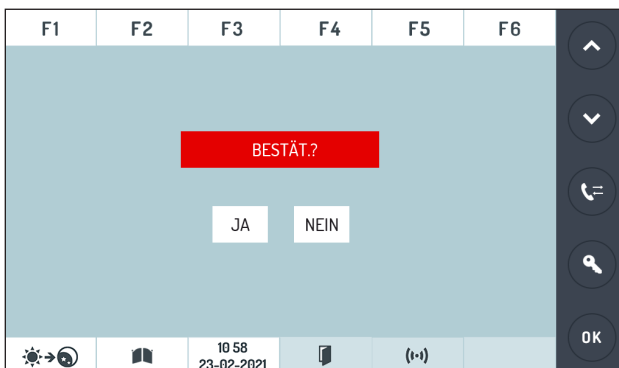 F1 F2 F3 F4 F5 F6
BESTÄT.?
JA NEIN
OK
10 58
23-02-2021